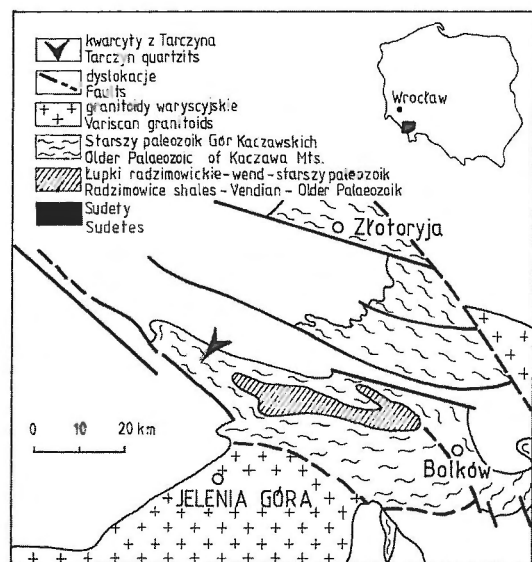 kwarcyty z Tarczyna
Tarczyn quartzits
dyslokacje
Faults
granitoidy waryscyjskie
Variscan granitoids
Starszy paleozoik Gór Kaczawskich
Older Palaeozoic of Kaczawa Mts.
Łupki radzimowickie-wend-starszy paleozoik
Radzimowice shales-Vendian-Older Palaeozoik
Sudety
Sudetes
Wrocław
Złotoryja
0 10 20 km
Bolków
JELENIA GÓRA